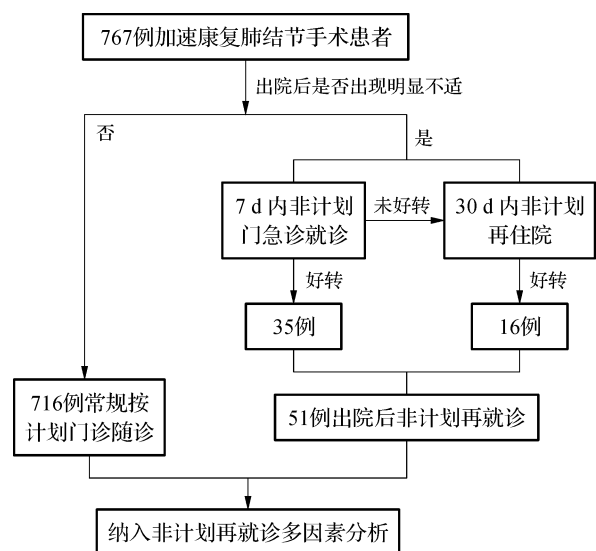 767例加速康复肺结节手术患者
出院后是否出现明显不适
否
是
7 d 内非计划
门急诊就诊
未好转
30 d 内非计划
再住院
好转
好转
35例
16例
716例常规按
计划门诊随诊
51例出院后非计划再就诊
纳入非计划再就诊多因素分析